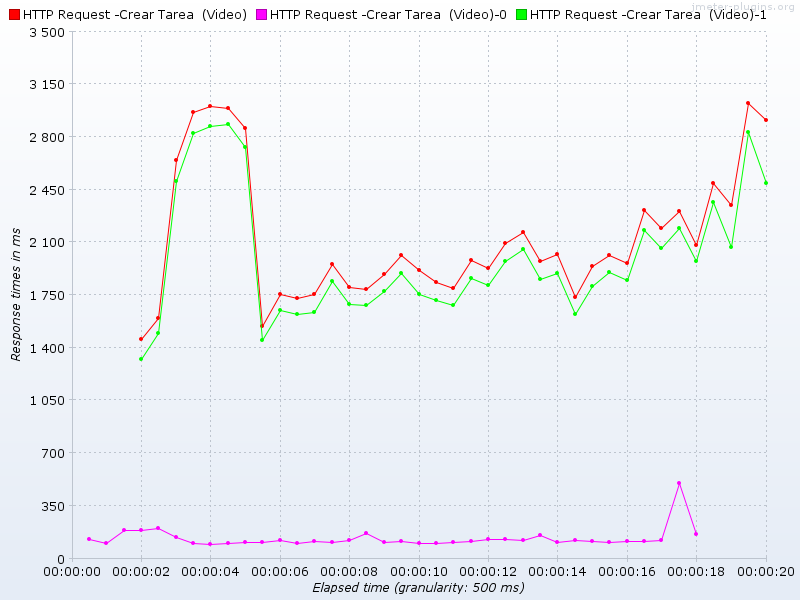 jmeter-plugins.org
HTTP Request -Crear Tarea (Video) HTTP Request -Crear Tarea (Video)-0 HTTP Request -Crear Tarea (Video)-1
3 500
3 150
2 800
2 450
2 100
1 750
1 400
1 050
700
350
0
Response times in ms
00:00:00 00:00:02 00:00:04 00:00:06 00:00:08 00:00:10 00:00:12 00:00:14 00:00:16 00:00:18 00:00:20
Elapsed time (granularity: 500 ms)